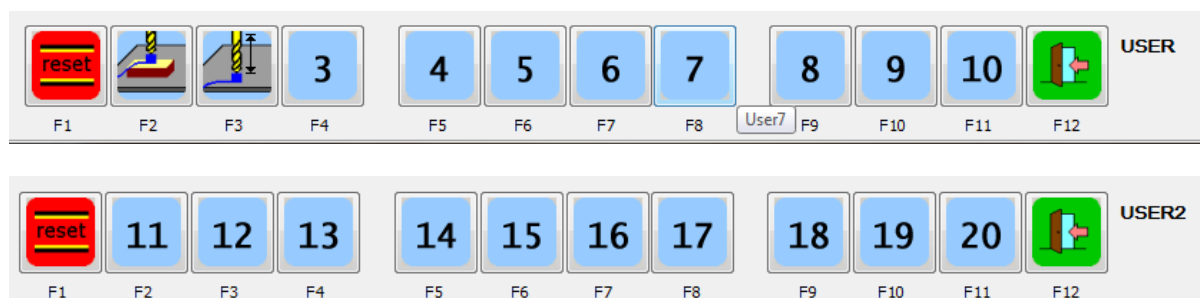 reset 3 4 5 6 7 8 9 10 USER
F1 F2 F3 F4 F5 F6 F7 F8 User7 F9 F10 F11 F12
reset 11 12 13 14 15 16 17 18 19 20 USER2
F1 F2 F3 F4 F5 F6 F7 F8 F9 F10 F11 F12